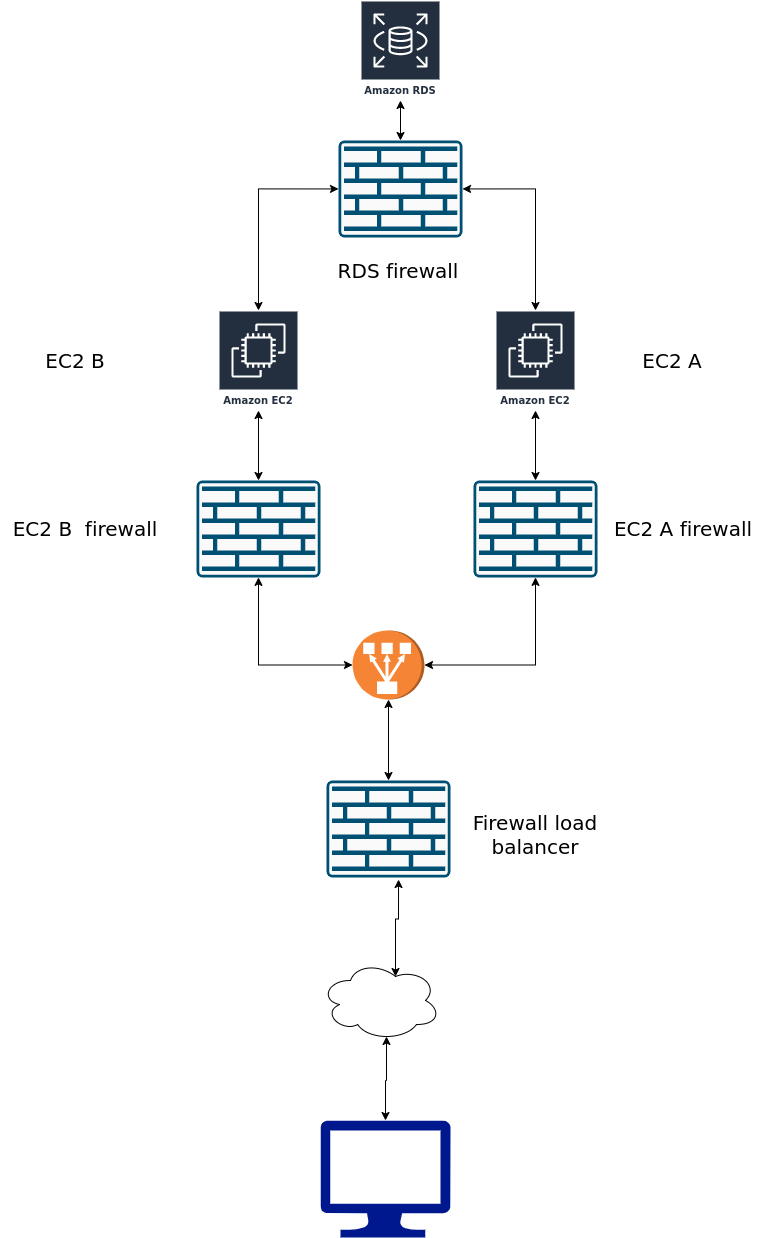 Amazon RDS
RDS firewall
EC2 B
EC2 A
Amazon EC2
Amazon EC2
EC2 B  firewall
EC2 A firewall
Firewall load
balancer